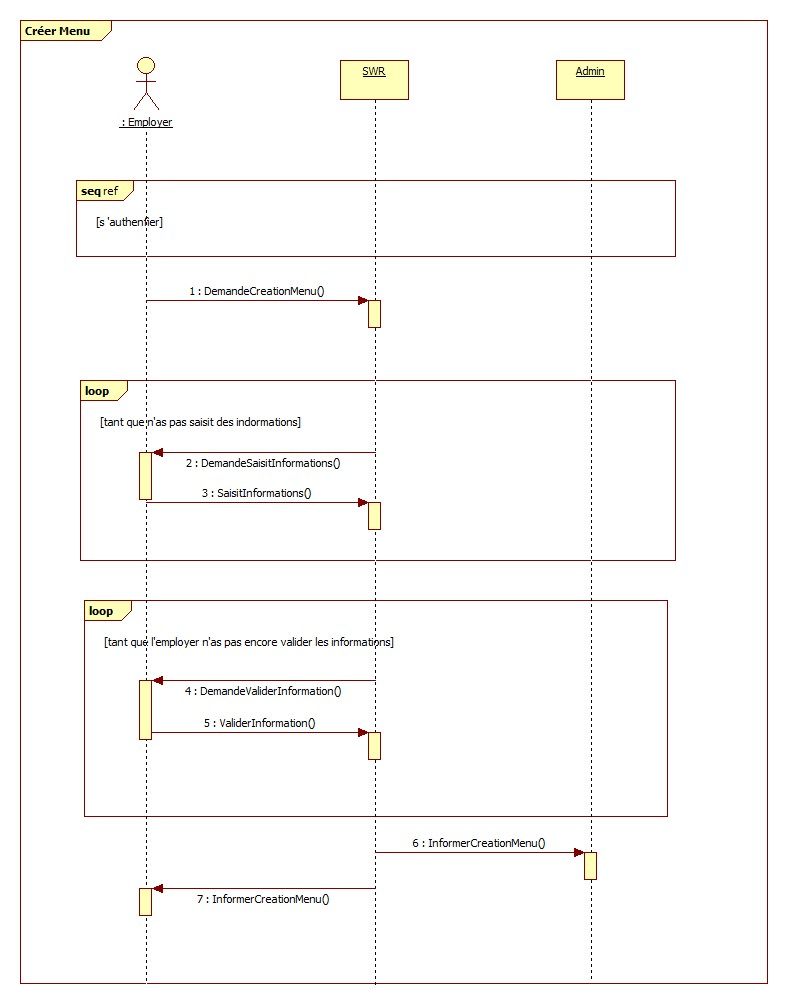 Créer Menu
: Employer
SWR
Admin
seq ref
[s 'authenfier]
1 : DemandeCreationMenu()
loop
[tant que n'as pas saisit des indormations]
2 : DemandeSaisitInformations()
3 : SaisitInformations()
loop
[tant que l'employer n'as pas encore valider les informations]
4 : DemandeValiderInformation()
5 : ValiderInformation()
6 : InformerCreationMenu()
7 : InformerCreationMenu()